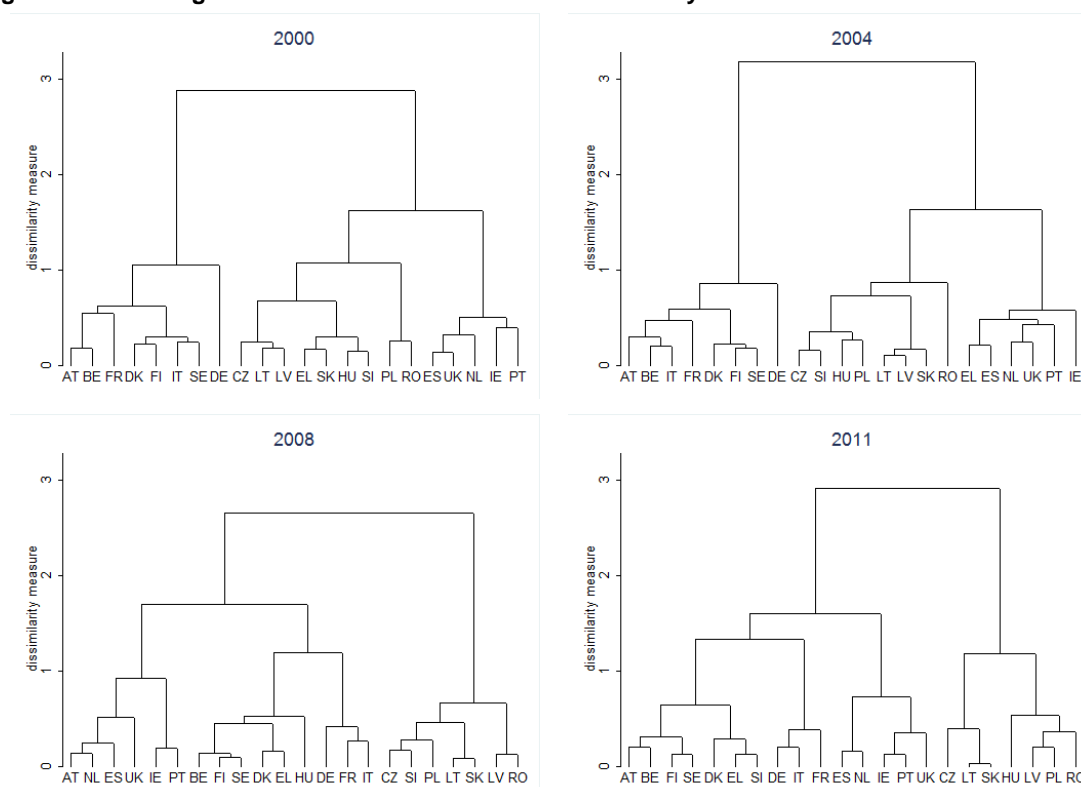 2000
3
2
1
0
dissimilarity measure
AT BE FR DK FI IT SE DE CZ LT LV EL SK HU SI PL RO ES UK NL IE PT
2004
3
2
1
0
dissimilarity measure
AT BE IT FR DK FI SE DE CZ SI HU PL LT LV SK RO EL ES NL UK PT IE
2008
3
2
1
0
dissimilarity measure
AT NL ES UK IE PT BE FI SE DK EL HU DE FR IT CZ SI PL LT SK LV RO
2011
3
2
1
0
dissimilarity measure
AT BE FI SE DK EL SI DE IT FR ES NL IE PT UK CZ LT SK HU LV PL RO